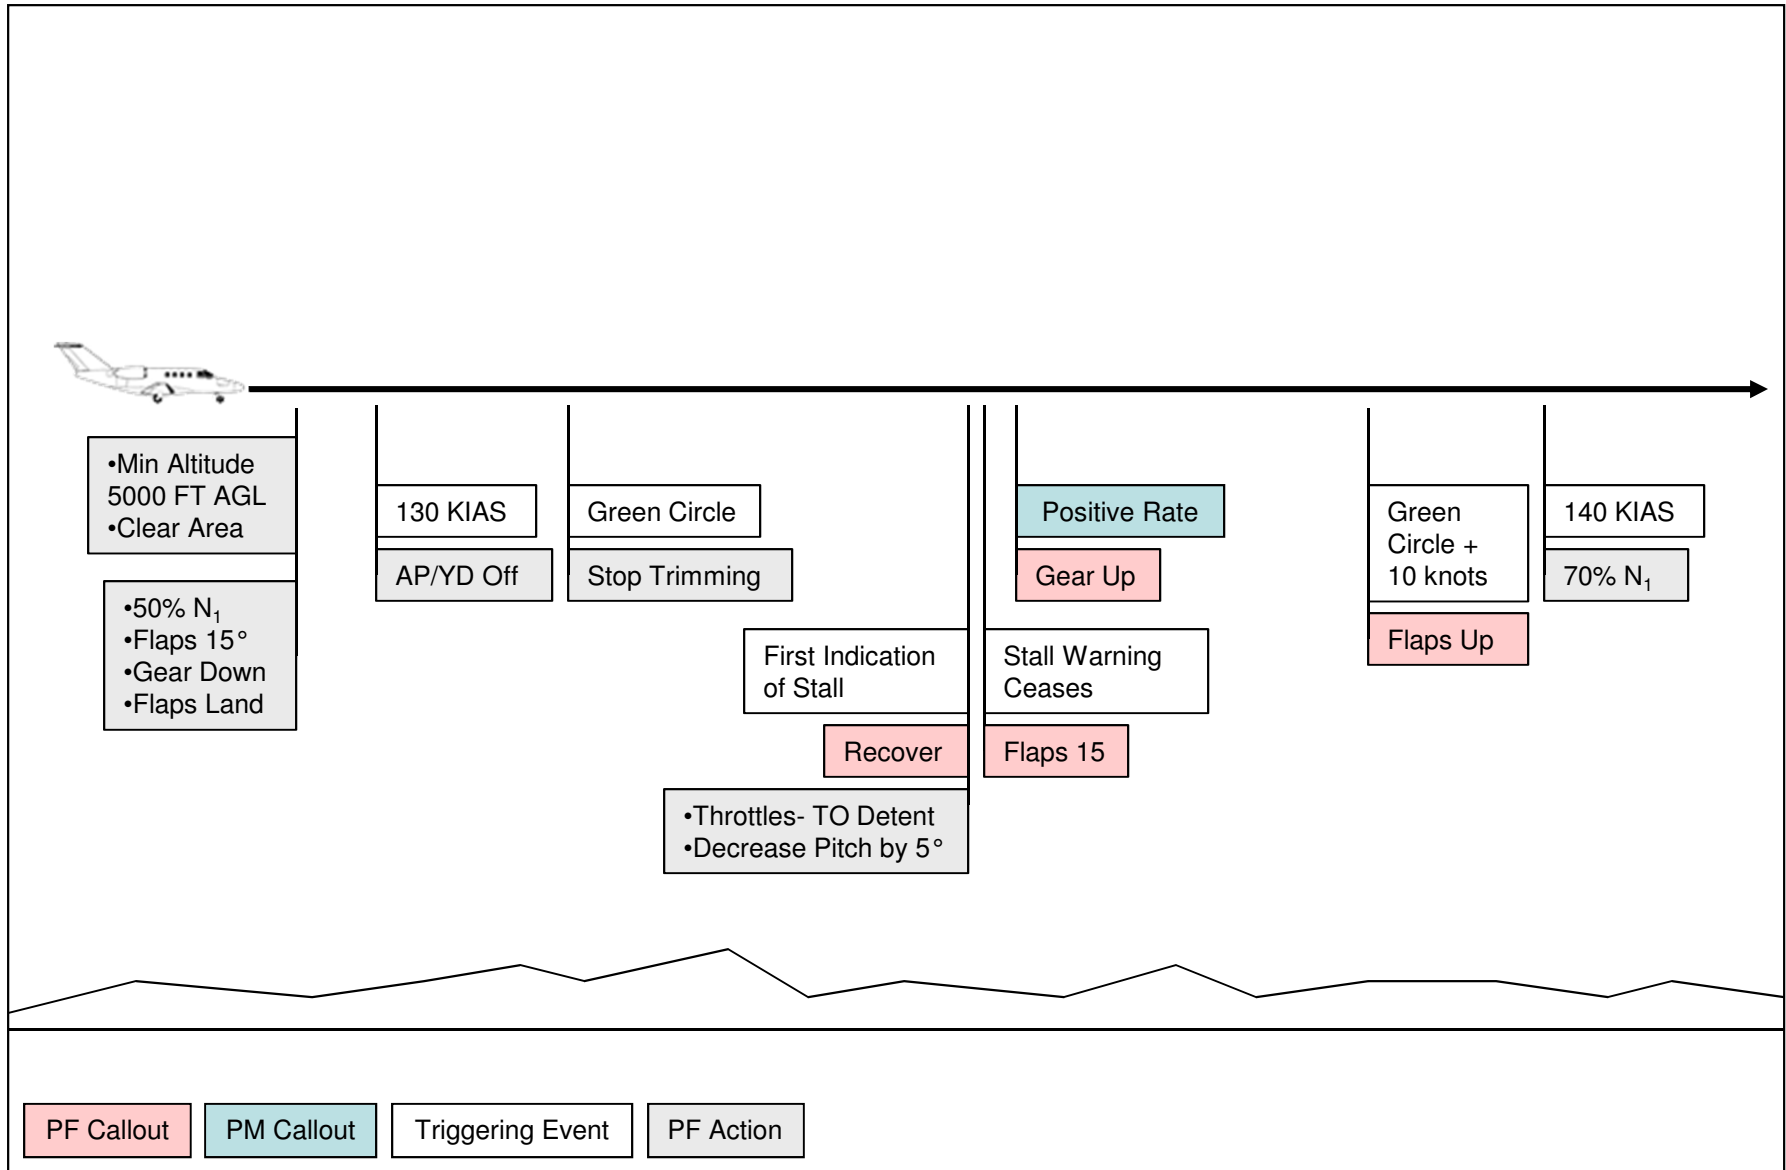 •Min Altitude
5000 FT AGL
•Clear Area
•50% N₁
•Flaps 15°
•Gear Down
•Flaps Land
130 KIAS
AP/YD Off
Green Circle
Stop Trimming
First Indication
of Stall
Recover
•Throttles- TO Detent
•Decrease Pitch by 5°
Stall Warning
Ceases
Flaps 15
Positive Rate
Gear Up
Green
Circle +
10 knots
Flaps Up
140 KIAS
70% N₁
PF Callout
PM Callout
Triggering Event
PF Action